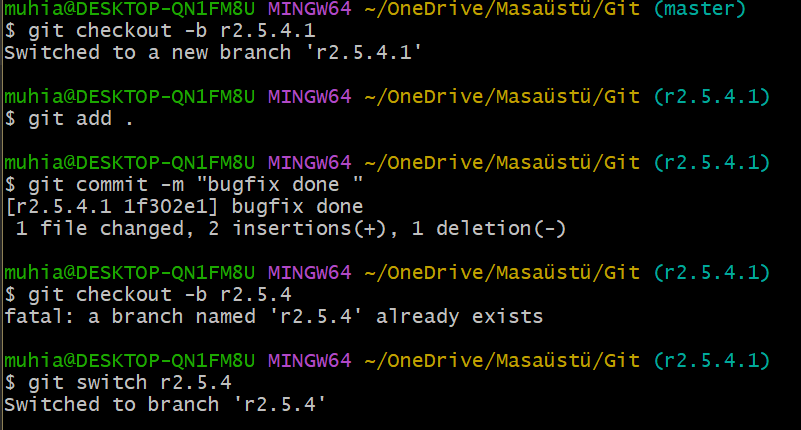 muhia@DESKTOP-QN1FM8U MINGW64 ~/OneDrive/Masaüstü/Git (master)
$ git checkout -b r2.5.4.1
Switched to a new branch 'r2.5.4.1'
muhia@DESKTOP-QN1FM8U MINGW64 ~/OneDrive/Masaüstü/Git (r2.5.4.1)
$ git add .
muhia@DESKTOP-QN1FM8U MINGW64 ~/OneDrive/Masaüstü/Git (r2.5.4.1)
$ git commit -m "bugfix done "
[r2.5.4.1 1f302e1] bugfix done
 1 file changed, 2 insertions(+), 1 deletion(-)
muhia@DESKTOP-QN1FM8U MINGW64 ~/OneDrive/Masaüstü/Git (r2.5.4.1)
$ git checkout -b r2.5.4
fatal: a branch named 'r2.5.4' already exists
muhia@DESKTOP-QN1FM8U MINGW64 ~/OneDrive/Masaüstü/Git (r2.5.4.1)
$ git switch r2.5.4
Switched to branch 'r2.5.4'